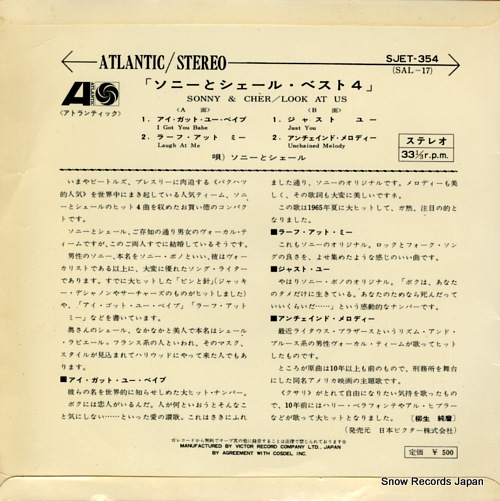 ATLANTIC/STEREO
SJET-354
(SAL-17)
「ソニーとシェール・ベスト4」
SONNY & CHER/LOOK AT US
〈アトランティック〉
〈A 面〉
1. アイ・ガット・ユー・ベイブ
I Got You Babe
2. ラーフ・アット ミー
Laugh At Me
〈B 面〉
1. ジャスト ユー
Just You
2. アンチェインド・メロディー
Unchained Melody
唄)ソニーとシェール
ステレオ
33⅓r.p.m.
いまやビートルズ、プレスリーに肉迫する《バクハツ
的人気》を世界中にまき起している人気ティーム、ソニ
ーとシェールのヒット4曲を収めたお買い徳のコンパク
トです。
ソニーとシェール、ご存知の通り男女のヴォーカル・テ
ィームですが、このご両人すでに結婚しているそうです。
男性のソニー、本名をソニー・ボノといい、彼はヴォー
カリストである以上に、大変に優れたソング・ライター
であります。すでに大ヒットした「ピンと針」(ジャッキ
ー・デシャノンやサーチャーズのものがヒットしました)
や、「アイ・ゴット・ユー・ベイブ」「ラーフ・アット
ミー」などを書いています。
奥さんのシェール、なかなかと美人で本名はシェール
・ラピエール。フランス系の人といわれ、そのマスク、
スタイルが見込まれてハリウッドにやって来た人でもあ
ります。
■アイ・ガット・ユー・ベイブ
彼らの名を世界的に知らせしめた大ヒット・ナンバー。
ボクには恋人がいるんだ。人が何といおうとそんなこ
と気にしない……といった愛の讃歌。これはさきにふれ
ました通り、ソニーのオリジナルです。メロディーも美
しく、その歌詞も大変に美しいですネ。
この歌は1965年夏に大ヒットして、ガ然、注目の的と
なりました。
■ラーフ・アット・ミー
これもソニーのオリジナル。ロックとフォーク・ソン
グの良さを、よせ集めたような感じのいい曲です。
■ジャスト・ユー
やはりソニー・ボノのオリジナル。「ボクは、あなた
のタメだけに生きている。あなたのためなら死んだって
いいくらいだ……」という感動的なナンバーです。
■アンチェインド・メロディー
最近ライタウス・ブラザースというリズム・アンド・
ブルース系の男性ヴォーカル・ティームが歌ってヒット
したものです。
ところが原曲は10年以上も前のもので、刑務所を舞台
にした同名アメリカ映画の主題歌です。
《クサリ》がとれて自由になりたい気持を歌ったもの
で、10年前にはハリー・ベラフォンテやアル・ヒブラー
などが歌って大ヒットとなりました。
(発売元 日本ビクター株式会社)
MANUFACTURED BY VICTOR RECORD COMPANY LTD., JAPAN
BY AGREEMENT WITH COSDEL INC.
定価 ¥ 500
Snow Records Japan